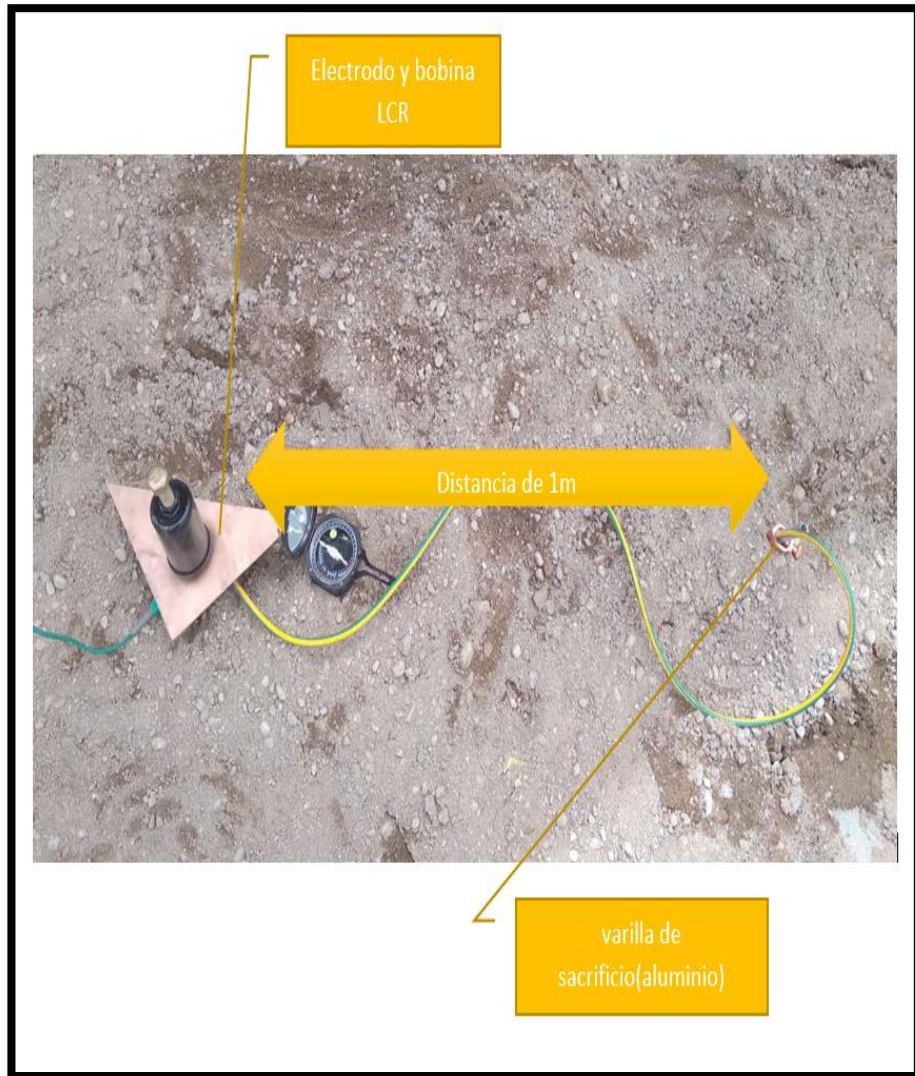 Electrodo y bobina
LCR
Distancia de 1m
varilla de
sacrificio(aluminio)